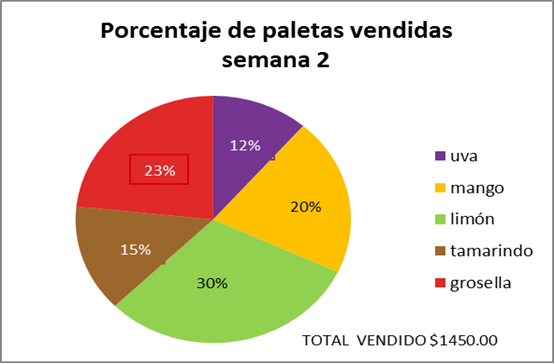 Porcentaje de paletas vendidas
semana 2
12%
20%
30%
15%
23%
uva
mango
limón
tamarindo
grosella
TOTAL VENDIDO $1450.00